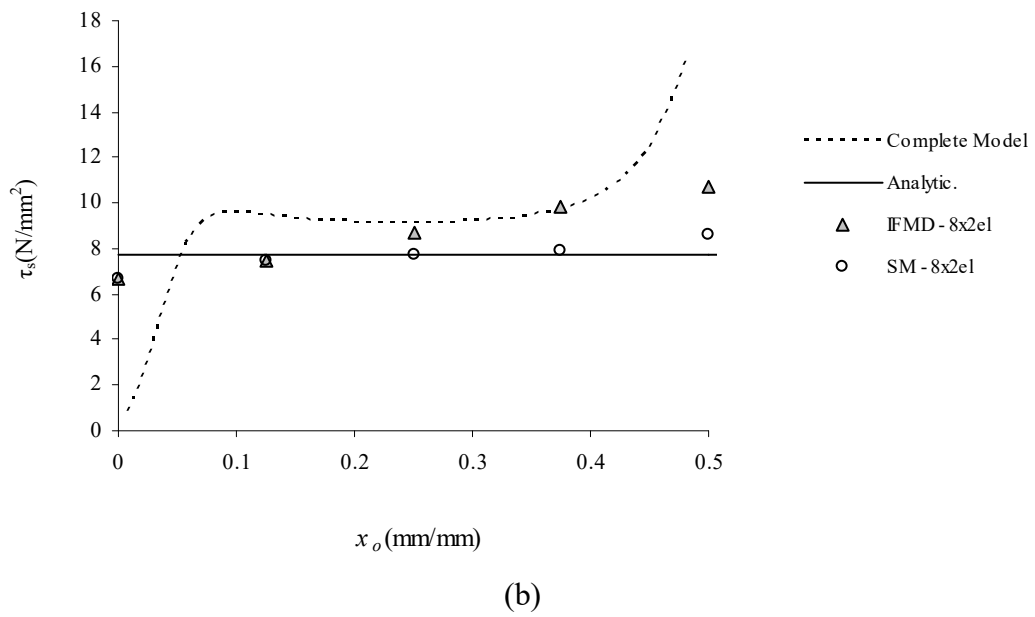 18
16
14
12
10
8
6
4
2
0
τs(N/mm²)
0 0.1 0.2 0.3 0.4 0.5
x o (mm/mm)
Complete Model
Analytic.
IFMD - 8x2el
SM - 8x2el
(b)